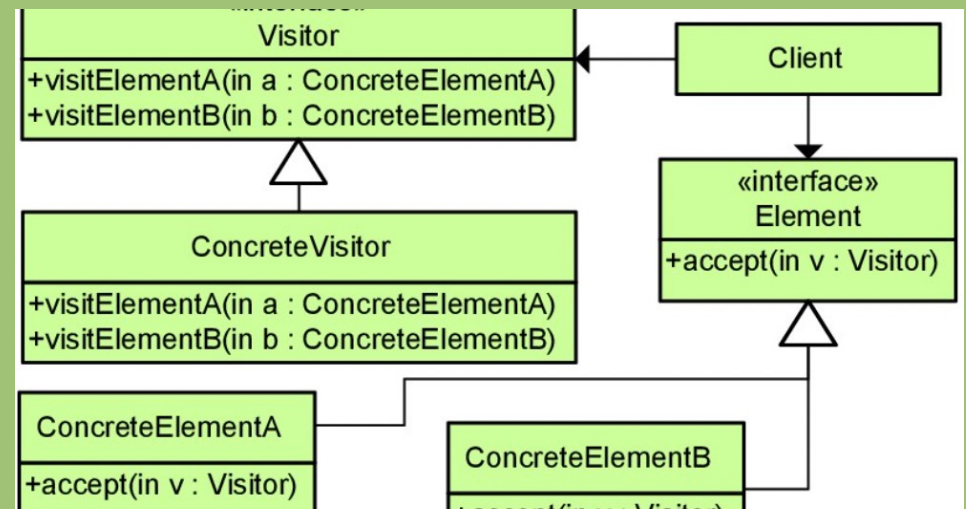 Visitor
+visitElementA(in a : ConcreteElementA)
+visitElementB(in b : ConcreteElementB)
Client
«interface»
Element
+accept(in v : Visitor)
ConcreteVisitor
+visitElementA(in a : ConcreteElementA)
+visitElementB(in b : ConcreteElementB)
ConcreteElementA
+accept(in v : Visitor)
ConcreteElementB